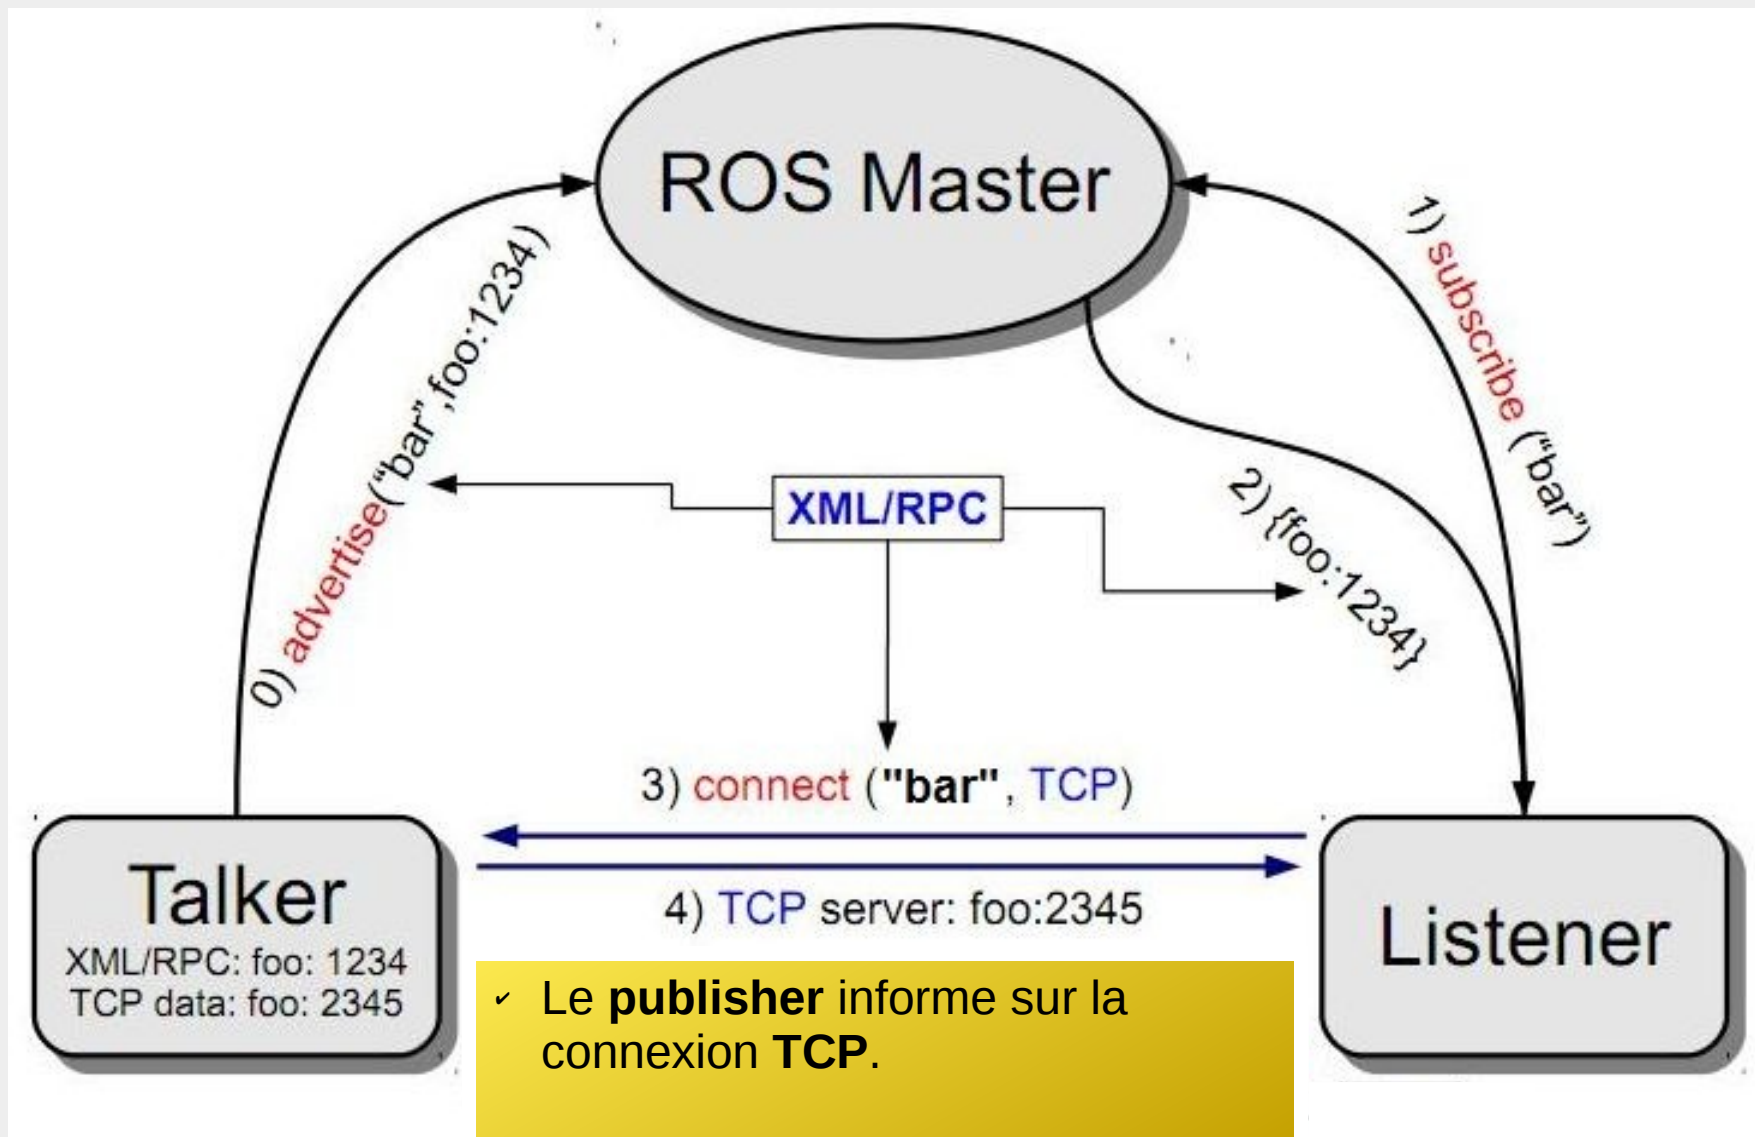 ROS Master
0) advertise(“bar”,foo:1234)
1) subscribe (“bar”)
XML/RPC
2) {foo:1234}
3) connect ("bar", TCP)
4) TCP server: foo:2345
Talker
XML/RPC: foo: 1234
TCP data: foo: 2345
Listener
✓ Le publisher informe sur la
connexion TCP.